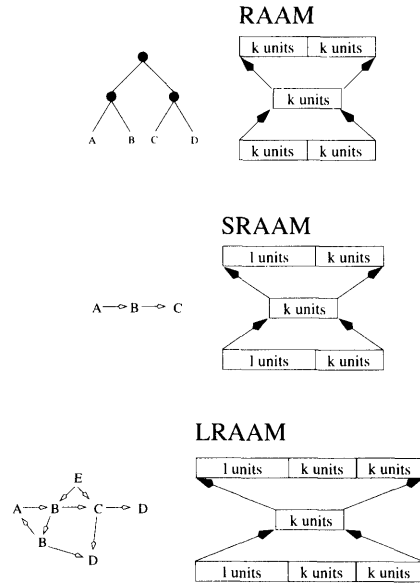 RAAM
k units k units
k units
A B C D
k units k units
SRAAM
l units k units
A B C
k units
l units k units
LRAAM
l units k units k units
E
A B C D
k units
B
D
l units k units k units